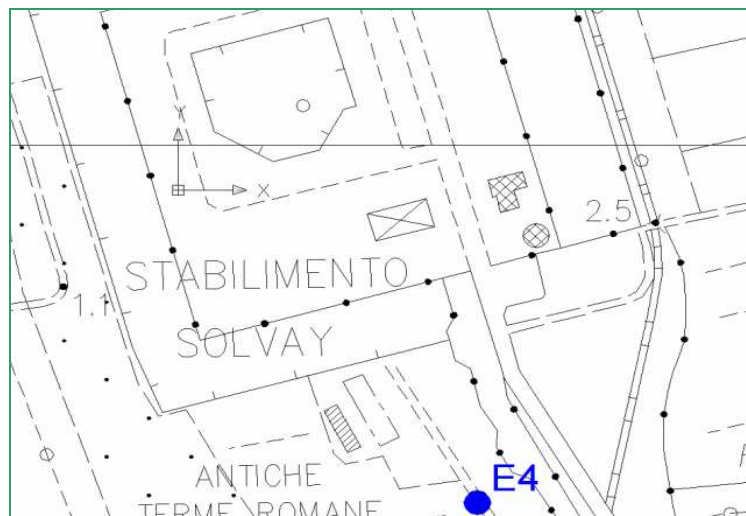 Y
X
2.5
STABILIMENTO
1.1
SOLVAY
ANTICHE
E4
TERME ROMANE